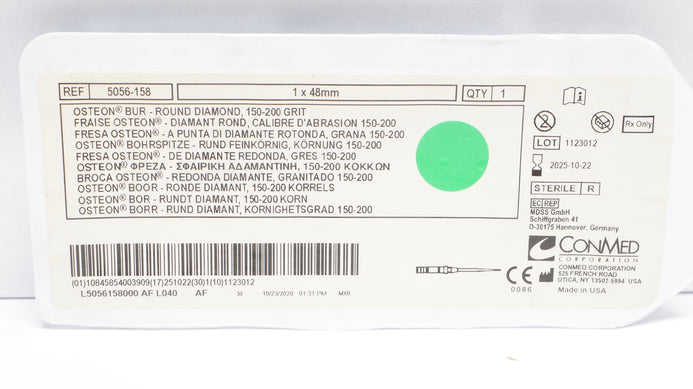 REF 5056-158 1 x 48mm QTY 1
OSTEON® BUR - ROUND DIAMOND, 150-200 GRIT
FRAISE OSTEON® - DIAMANT ROND, CALIBRE D'ABRASION 150-200
FRESA OSTEON® - A PUNTA DI DIAMANTE ROTONDA, GRANA 150-200
OSTEON® BOHRSPITZE - RUND FEINKÖRNIG, KÖRNUNG 150-200
FRESA OSTEON® - DE DIAMANTE REDONDA, GRES 150-200
OSTEON® ΦΡΕΖΑ - ΣΦΑΙΡΙΚΗ ΑΔΑΜΑΝΤΙΝΗ, 150-200 ΚΟΚΚΩΝ
BROCA OSTEON® - REDONDA DIAMANTE, GRANITADO 150-200
OSTEON® BOOR - RONDE DIAMANT, 150-200 KORRELS
OSTEON® BOR - RUND DIAMANT, 150-200 KORN
OSTEON® BORR - RUNT DIAMANT, KORNIGHETSGRAD 150-200
Rx Only
LOT 1123012
2025-10-22
STERILE R
EC REP
MDSS GmbH
Schiffgraben 41
D-30175 Hannover, Germany
CONMED
CORPORATION
CONMED CORPORATION
525 FRENCH ROAD
UTICA, NY 13502-5994 USA
Made in USA
0086
(01)10845854003909(17)251022(30)1(10)1123012
L5056158000 AF L040 AF 30 10/23/2020 01:31 PM MXB